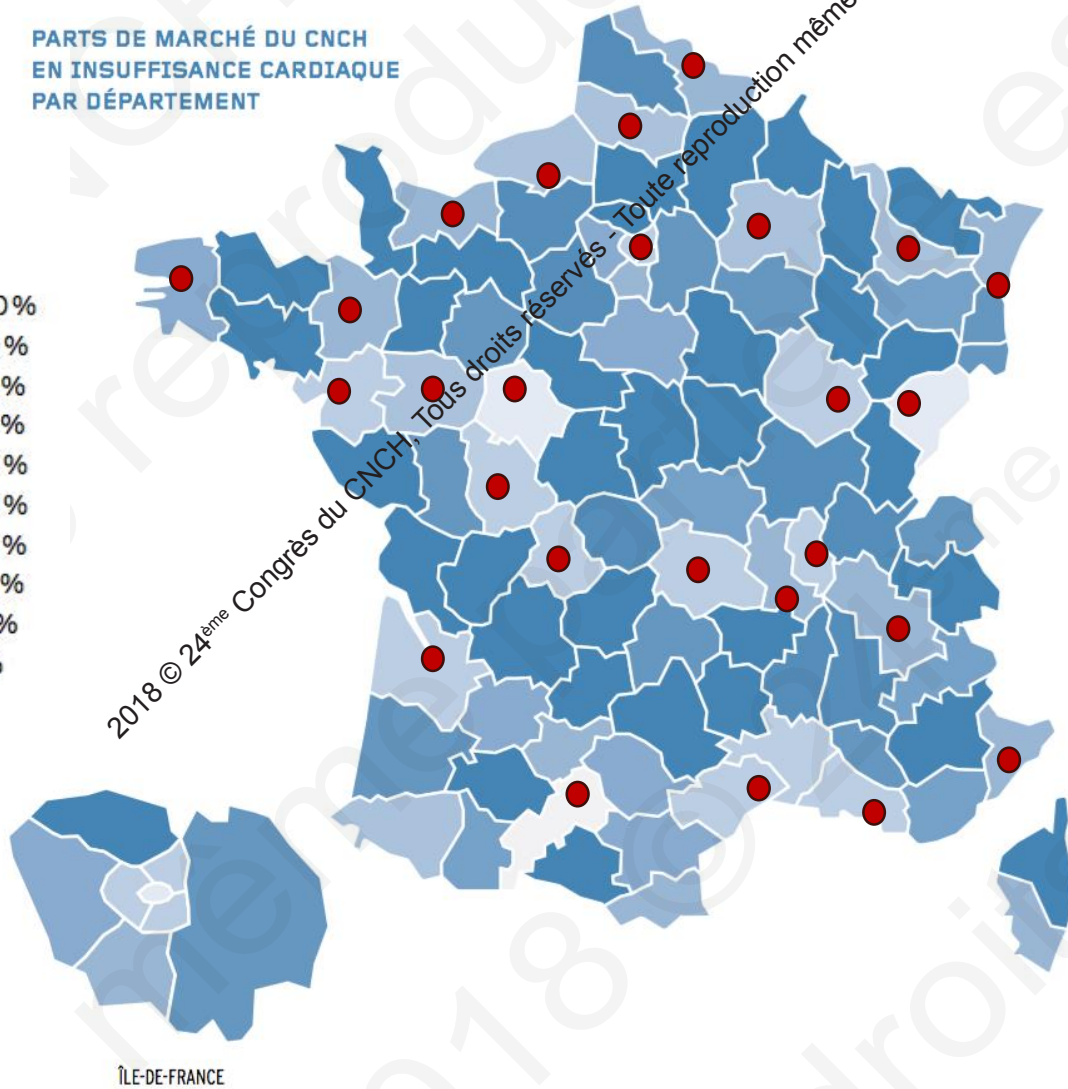 PARTS DE MARCHÉ DU CNCH
EN INSUFFISANCE CARDIAQUE
PAR DÉPARTEMENT
0 %
%
%
%
%
%
%
%
%
%
2018 © 24ème Congrès du CNCH, Tous droits réservés - Toute reproduction même
ÎLE-DE-FRANCE